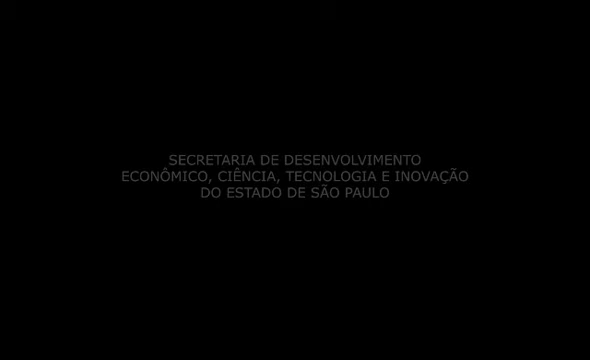 SECRETARIA DE DESENVOLVIMENTO
ECONÔMICO, CIÊNCIA, TECNOLOGIA E INOVAÇÃO
DO ESTADO DE SÃO PAULO